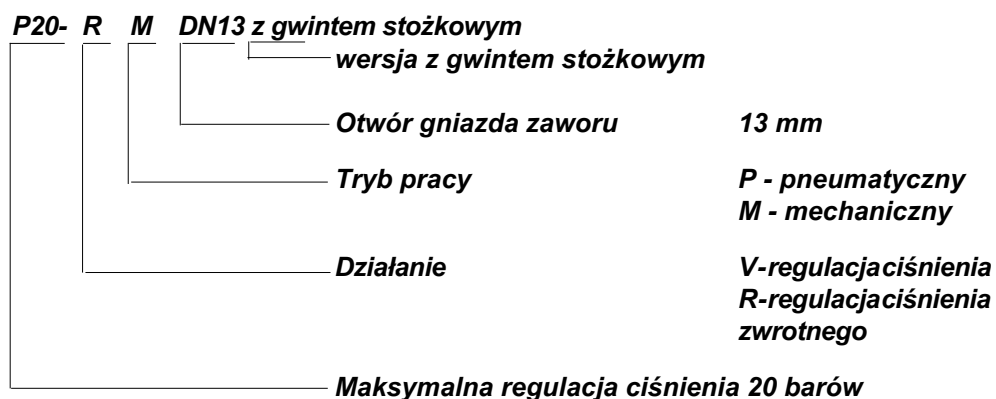 P20- R M DN13 z gwintem stożkowym
wersja z gwintem stożkowym
Otwór gniazda zaworu 13 mm
Tryb pracy P - pneumatyczny
M - mechaniczny
Działanie V-regulacjaciśnienia
R-regulacjaciśnienia
zwrotnego
Maksymalna regulacja ciśnienia 20 barów